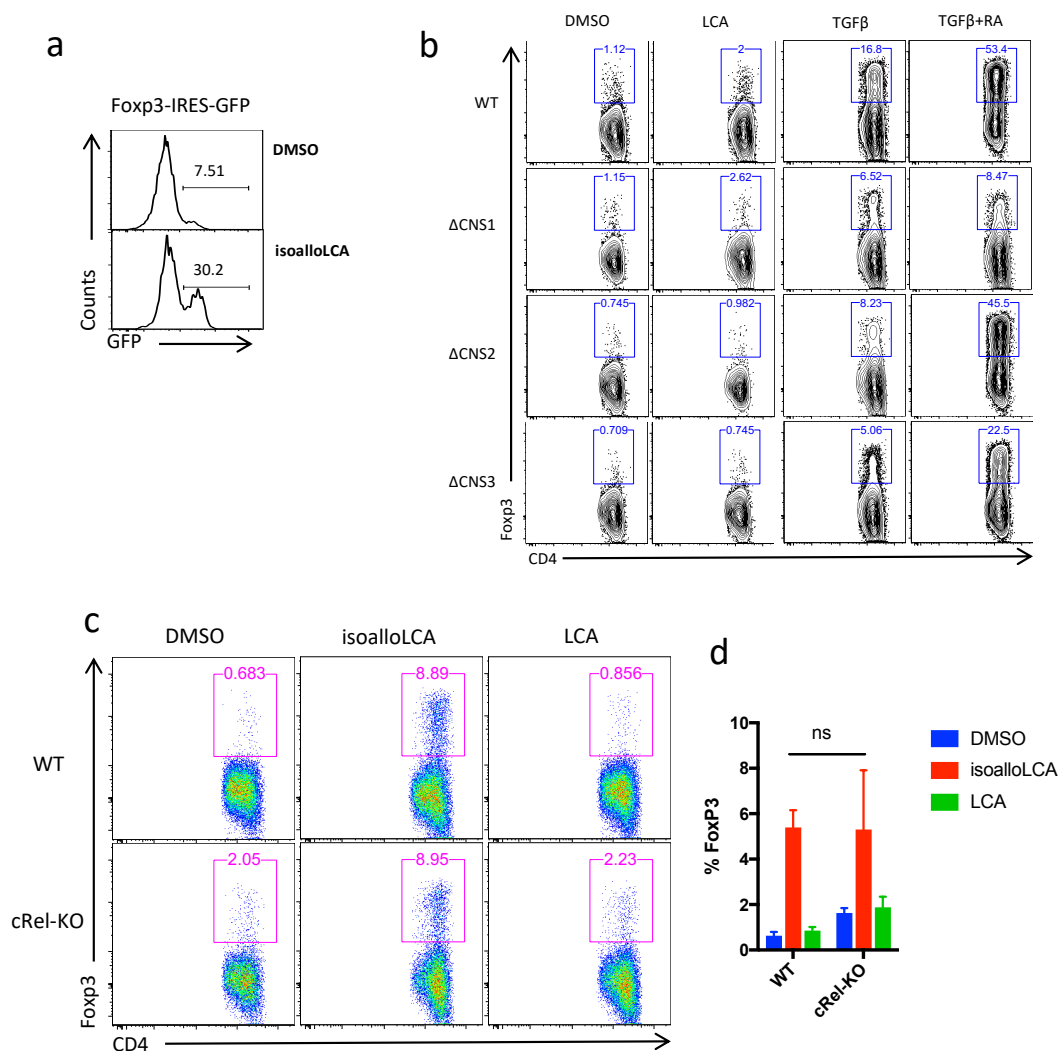 a
Foxp3-IRES-GFP
DMSO
7.51
isoalloLCA
30.2
Counts
GFP
b
DMSO LCA TGFβ TGFβ+RA
WT
1.12 2 16.8 53.4
ΔCNS1
1.15 2.62 6.52 8.47
ΔCNS2
0.745 0.982 8.23 45.5
ΔCNS3
0.709 0.745 5.06 22.5
Foxp3
CD4
c
DMSO isoalloLCA LCA
WT
0.683 8.89 0.856
cRel-KO
2.05 8.95 2.23
Foxp3
CD4
d
ns
DMSO
isoalloLCA
LCA
% FoxP3
10
8
6
4
2
0
WT
cRel-KO